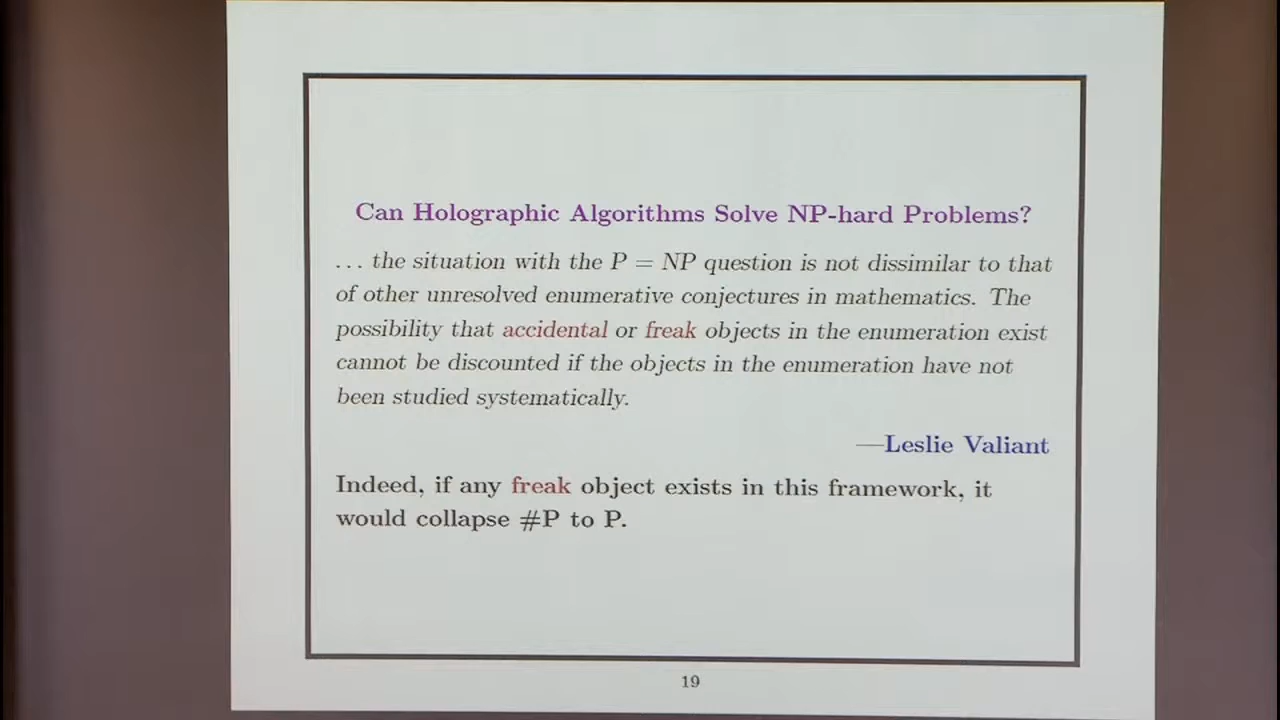 Can Holographic Algorithms Solve NP-hard Problems?
... the situation with the P = NP question is not dissimilar to that
of other unresolved enumerative conjectures in mathematics. The
possibility that accidental or freak objects in the enumeration exist
cannot be discounted if the objects in the enumeration have not
been studied systematically.
—Leslie Valiant
Indeed, if any freak object exists in this framework, it
would collapse #P to P.
19